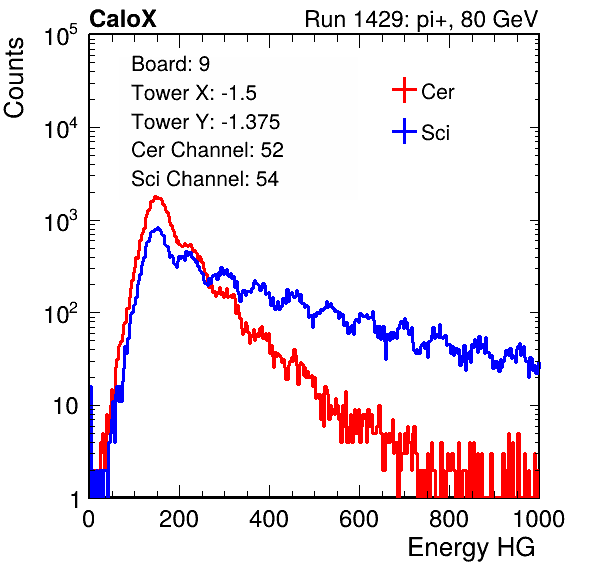 CaloX Run 1429: pi+, 80 GeV
Counts
Board: 9
Tower X: -1.5
Tower Y: -1.375
Cer Channel: 52
Sci Channel: 54
Cer
Sci
10^5
10^4
10^3
10^2
10
1
0 200 400 600 800 1000
Energy HG